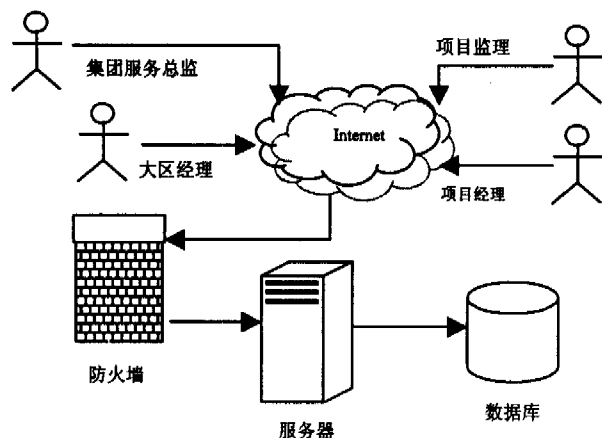 集团服务总监
项目监理
Internet
大区经理
项目经理
防火墙
服务器
数据库